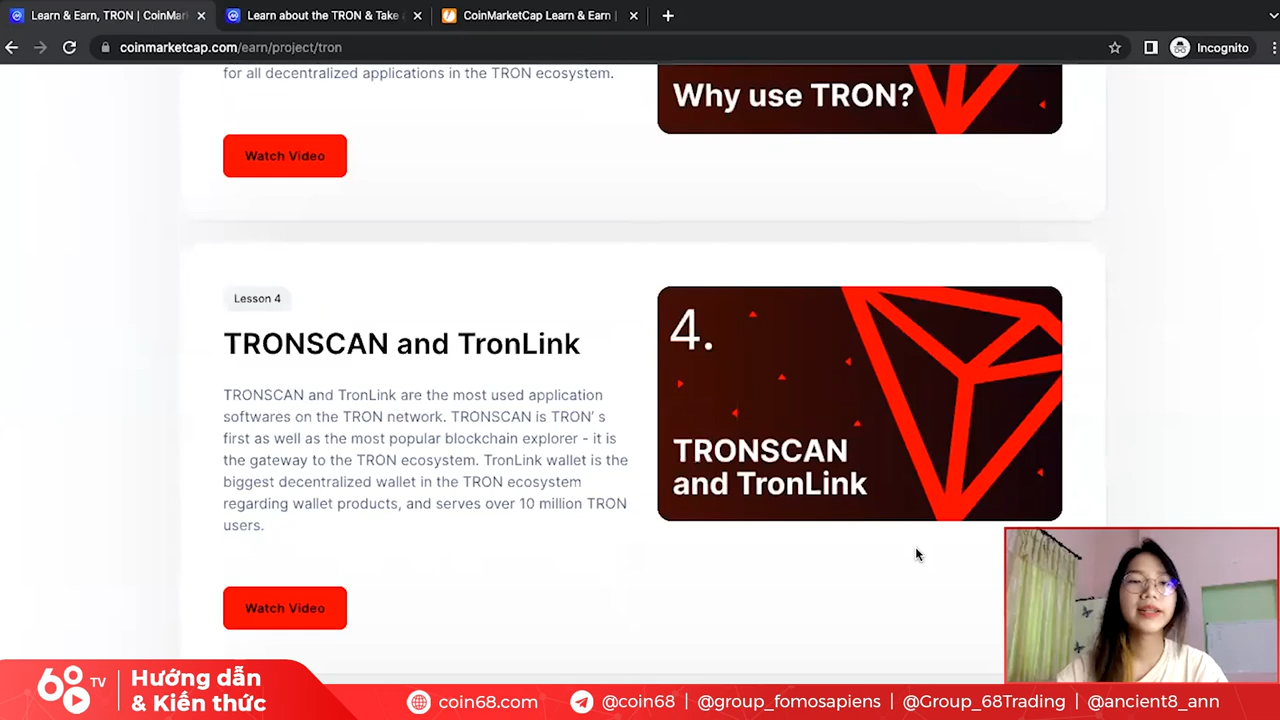 Learn & Earn, TRON | CoinMar
Learn about the TRON & Take
CoinMarketCap Learn & Earn |
coinmarketcap.com/earn/project/tron
Incognito
for all decentralized applications in the TRON ecosystem.
Why use TRON?
Watch Video
Lesson 4
TRONSCAN and TronLink
TRONSCAN and TronLink are the most used application
softwares on the TRON network. TRONSCAN is TRON’ s
first as well as the most popular blockchain explorer - it is
the gateway to the TRON ecosystem. TronLink wallet is the
biggest decentralized wallet in the TRON ecosystem
regarding wallet products, and serves over 10 million TRON
users.
4.
TRONSCAN
and TronLink
Watch Video
68 TV
Hướng dẫn
& Kiến thức
coin68.com
@coin68 | @group_fomosapiens | @Group_68Trading | @ancient8_ann